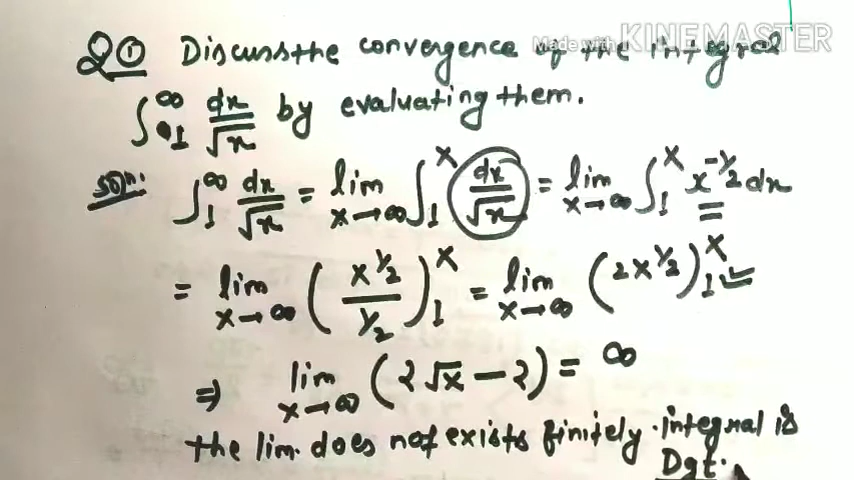 Made with KINEMASTER
Q① Discuss the convergence of the integral
∫₁^∞ dx/√x by evaluating them.
Solⁿ. ∫₁^∞ dx/√x = lim x→∞ ∫₁^x dx/√x = lim x→∞ ∫₁^x x^-1/2 dx
= lim x→∞ (x^1/2 / 1/2)₁^x = lim x→∞ (2x^1/2)₁^x
⇒ lim x→∞ (2√x − 2) = ∞
the lim. does not exists finitely. integral is
Dgt.